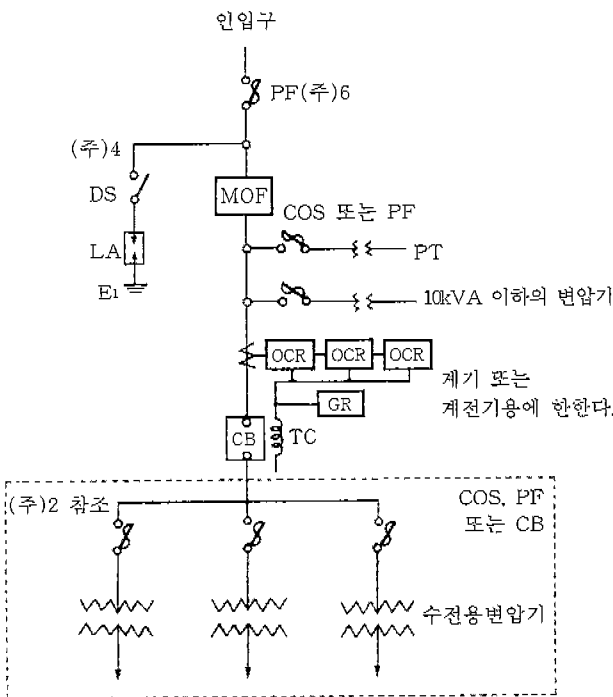 인입구
PF(주)6
(주)4
DS
MOF
COS 또는 PF
LA
PT
E1
10kVA 이하의 변압기
OCR OCR OCR
계기 또는
계전기용에 한한다.
GR
CB
TC
(주)2 참조
COS, PF
또는 CB
수전용변압기